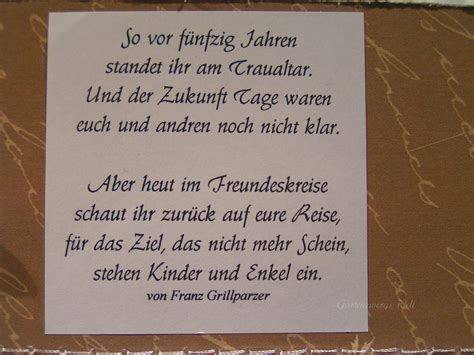 So vor fünfzig Jahren
standet ihr am Traualtar.
Und der Zukunft Tage waren
euch und andren noch nicht klar.
Aber heut im Freundeskreise
schaut ihr zurück auf eure Reise,
für das Ziel, das nicht mehr Schein,
stehen Kinder und Enkel ein.
von Franz Grillparzer